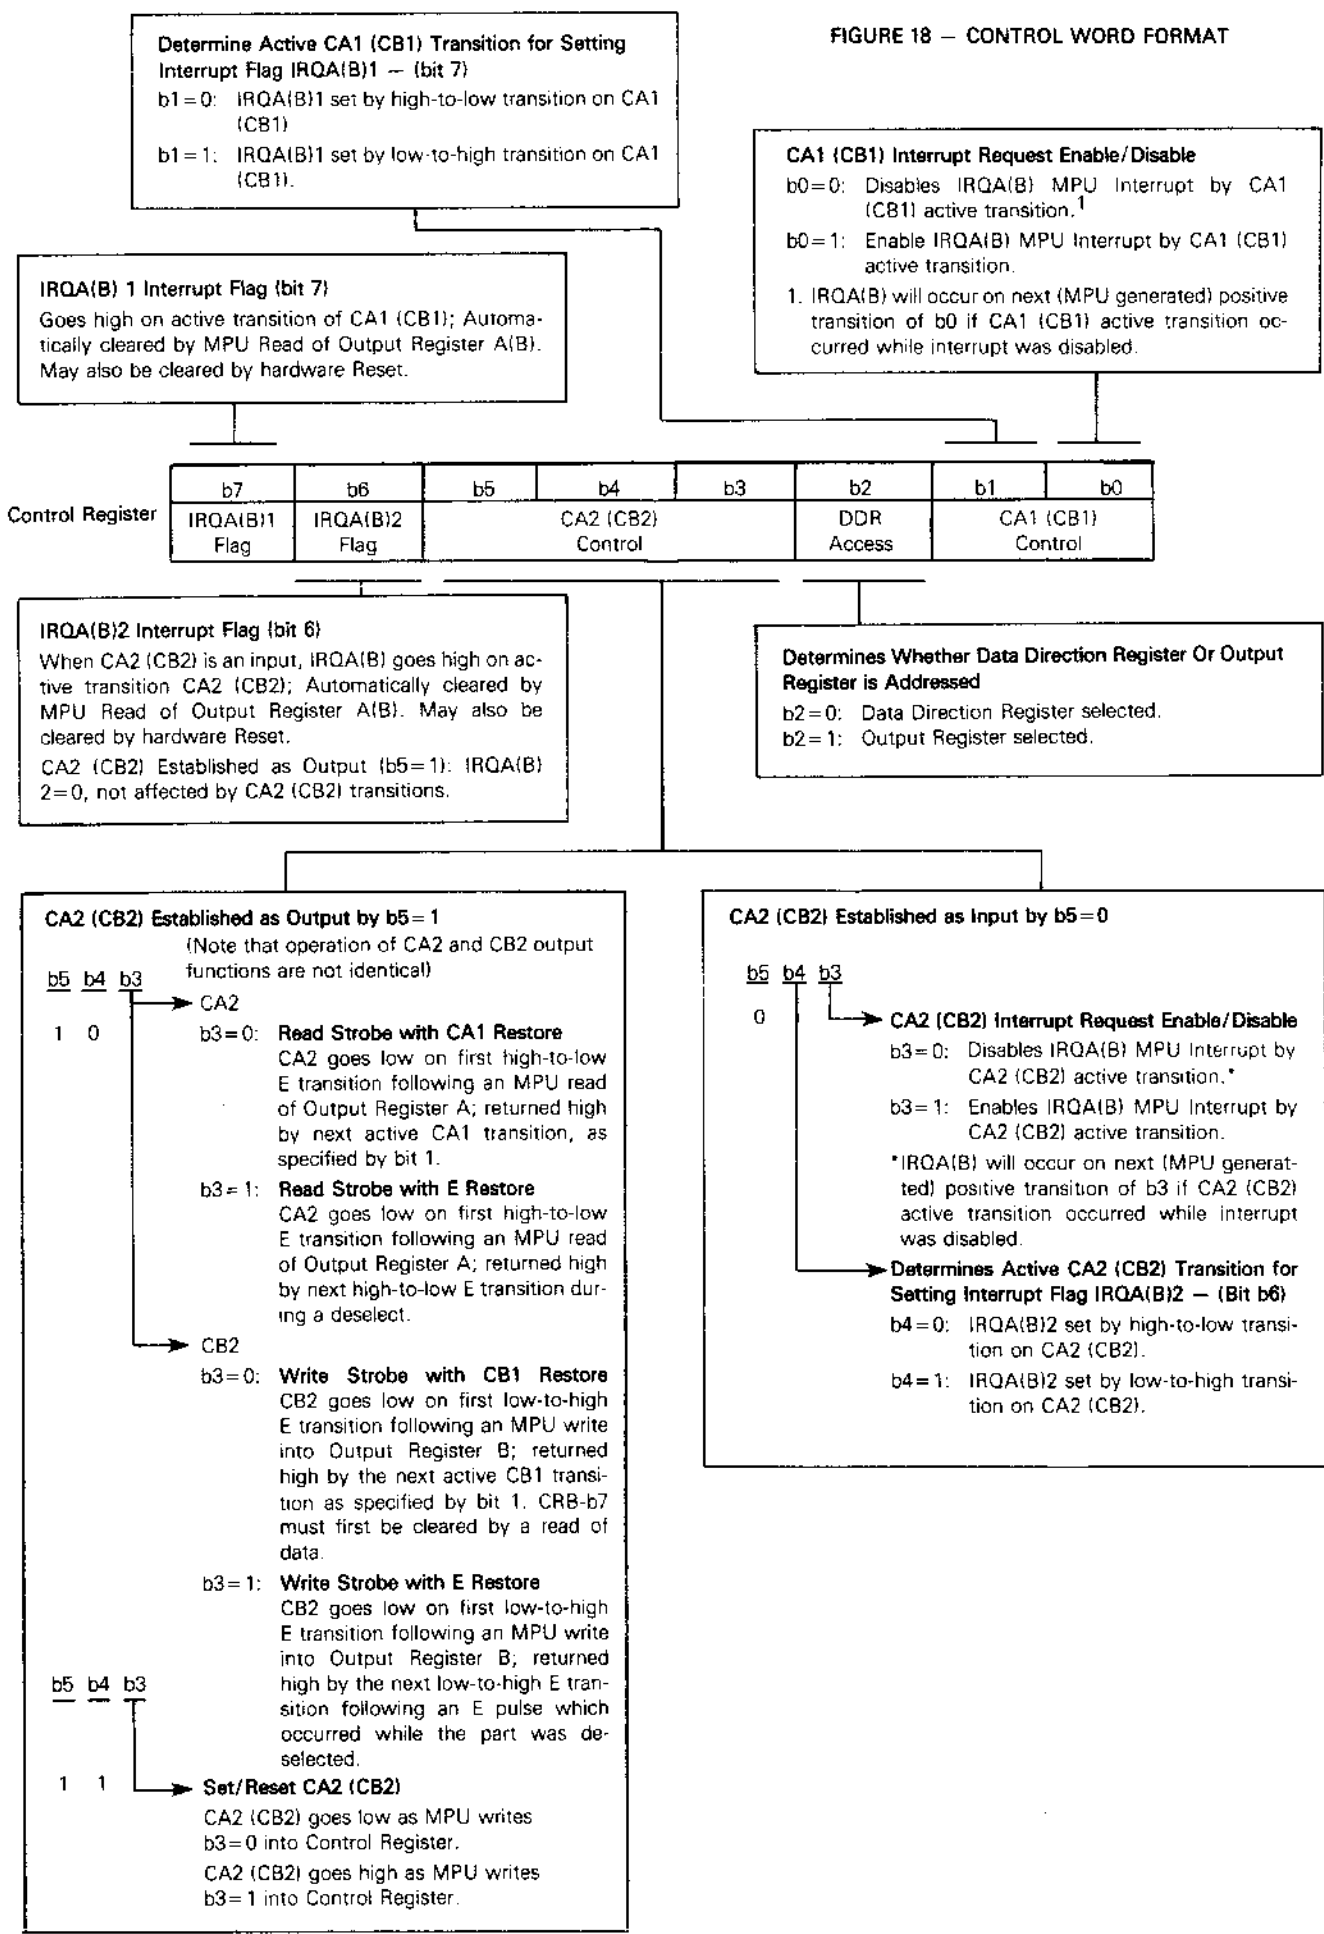 FIGURE 18 — CONTROL WORD FORMAT
Determine Active CA1 (CB1) Transition for Setting
Interrupt Flag IRQA(B)1 — (bit 7)
b1=0: IRQA(B)1 set by high-to-low transition on CA1
(CB1)
b1=1: IRQA(B)1 set by low-to-high transition on CA1
(CB1).
CA1 (CB1) Interrupt Request Enable/Disable
b0=0: Disables IRQA(B) MPU Interrupt by CA1
(CB1) active transition.1
b0=1: Enable IRQA(B) MPU Interrupt by CA1 (CB1)
active transition.
1. IRQA(B) will occur on next (MPU generated) positive
transition of b0 if CA1 (CB1) active transition oc-
curred while interrupt was disabled.
IRQA(B) 1 Interrupt Flag (bit 7)
Goes high on active transition of CA1 (CB1); Automa-
tically cleared by MPU Read of Output Register A(B).
May also be cleared by hardware Reset.
b7 b6 b5 b4 b3 b2 b1 b0
Control Register
IRQA(B)1 IRQA(B)2 CA2 (CB2) DDR CA1 (CB1)
Flag Flag Control Access Control
IRQA(B)2 Interrupt Flag (bit 6)
When CA2 (CB2) is an input, IRQA(B) goes high on ac-
tive transition CA2 (CB2); Automatically cleared by
MPU Read of Output Register A(B). May also be
cleared by hardware Reset.
CA2 (CB2) Established as Output (b5=1): IRQA(B)
2=0, not affected by CA2 (CB2) transitions.
Determines Whether Data Direction Register Or Output
Register is Addressed
b2=0: Data Direction Register selected.
b2=1: Output Register selected.
CA2 (CB2) Established as Output by b5=1
(Note that operation of CA2 and CB2 output
functions are not identical)
b5 b4 b3
CA2
1 0
b3=0: Read Strobe with CA1 Restore
CA2 goes low on first high-to-low
E transition following an MPU read
of Output Register A; returned high
by next active CA1 transition, as
specified by bit 1.
b3=1: Read Strobe with E Restore
CA2 goes low on first high-to-low
E transition following an MPU read
of Output Register A; returned high
by next high-to-low E transition dur-
ing a deselect.
CB2
b3=0: Write Strobe with CB1 Restore
CB2 goes low on first low-to-high
E transition following an MPU write
into Output Register B; returned
high by the next active CB1 transi-
tion as specified by bit 1. CRB-b7
must first be cleared by a read of
data.
b3=1: Write Strobe with E Restore
CB2 goes low on first low-to-high
E transition following an MPU write
into Output Register B; returned
high by the next low-to-high E tran-
sition following an E pulse which
occurred while the part was de-
selected.
b5 b4 b3
1 1
Set/Reset CA2 (CB2)
CA2 (CB2) goes low as MPU writes
b3=0 into Control Register.
CA2 (CB2) goes high as MPU writes
b3=1 into Control Register.
CA2 (CB2) Established as Input by b5=0
b5 b4 b3
0
CA2 (CB2) Interrupt Request Enable/Disable
b3=0: Disables IRQA(B) MPU Interrupt by
CA2 (CB2) active transition.*
b3=1: Enables IRQA(B) MPU Interrupt by
CA2 (CB2) active transition.
*IRQA(B) will occur on next (MPU generat-
ted) positive transition of b3 if CA2 (CB2)
active transition occurred while interrupt
was disabled.
Determines Active CA2 (CB2) Transition for
Setting Interrupt Flag IRQA(B)2 — (Bit b6)
b4=0: IRQA(B)2 set by high-to-low transi-
tion on CA2 (CB2).
b4=1: IRQA(B)2 set by low-to-high transi-
tion on CA2 (CB2).